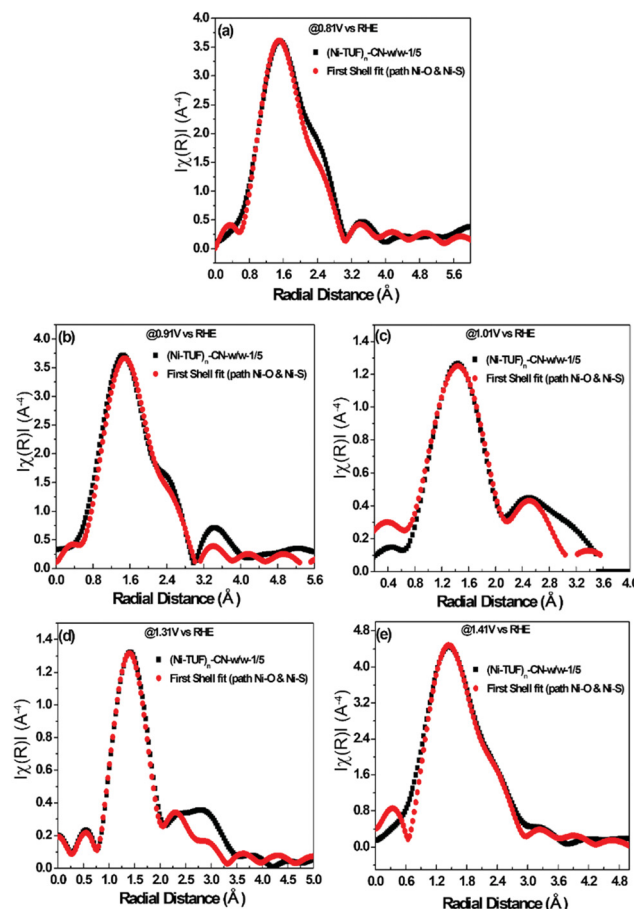 (a)
@0.81V vs RHE
(Ni-TUF)n-CN-w/w-1/5
First Shell fit (path Ni-O & Ni-S)
|χ(R)| (A⁻⁴)
4.0
3.5
3.0
2.5
2.0
1.5
1.0
0.5
0.0
0.0 0.8 1.6 2.4 3.2 4.0 4.8 5.6
Radial Distance (Å)
(b)
@0.91V vs RHE
(Ni-TUF)n-CN-w/w-1/5
First Shell fit (path Ni-O & Ni-S)
|χ(R)| (A⁻⁴)
4.0
3.5
3.0
2.5
2.0
1.5
1.0
0.5
0.0
0.0 0.8 1.6 2.4 3.2 4.0 4.8 5.6
Radial Distance (Å)
(c)
@1.01V vs RHE
(Ni-TUF)n-CN-w/w-1/5
First Shell fit (path Ni-O & Ni-S)
|χ(R)| (A⁻⁴)
1.5
1.2
0.9
0.6
0.3
0.0
0.4 0.8 1.2 1.6 2.0 2.4 2.8 3.2 3.6 4.0
Radial Distance (Å)
(d)
@1.31V vs RHE
(Ni-TUF)n-CN-w/w-1/5
First Shell fit (path Ni-O & Ni-S)
|χ(R)| (A⁻⁴)
1.4
1.2
1.0
0.8
0.6
0.4
0.2
0.0
0.0 0.5 1.0 1.5 2.0 2.5 3.0 3.5 4.0 4.5 5.0
Radial Distance (Å)
(e)
@1.41V vs RHE
(Ni-TUF)n-CN-w/w-1/5
First Shell fit (path Ni-O & Ni-S)
|χ(R)| (A⁻⁴)
4.8
4.0
3.2
2.4
1.6
0.8
0.0
0.0 0.6 1.2 1.8 2.4 3.0 3.6 4.2 4.8
Radial Distance (Å)